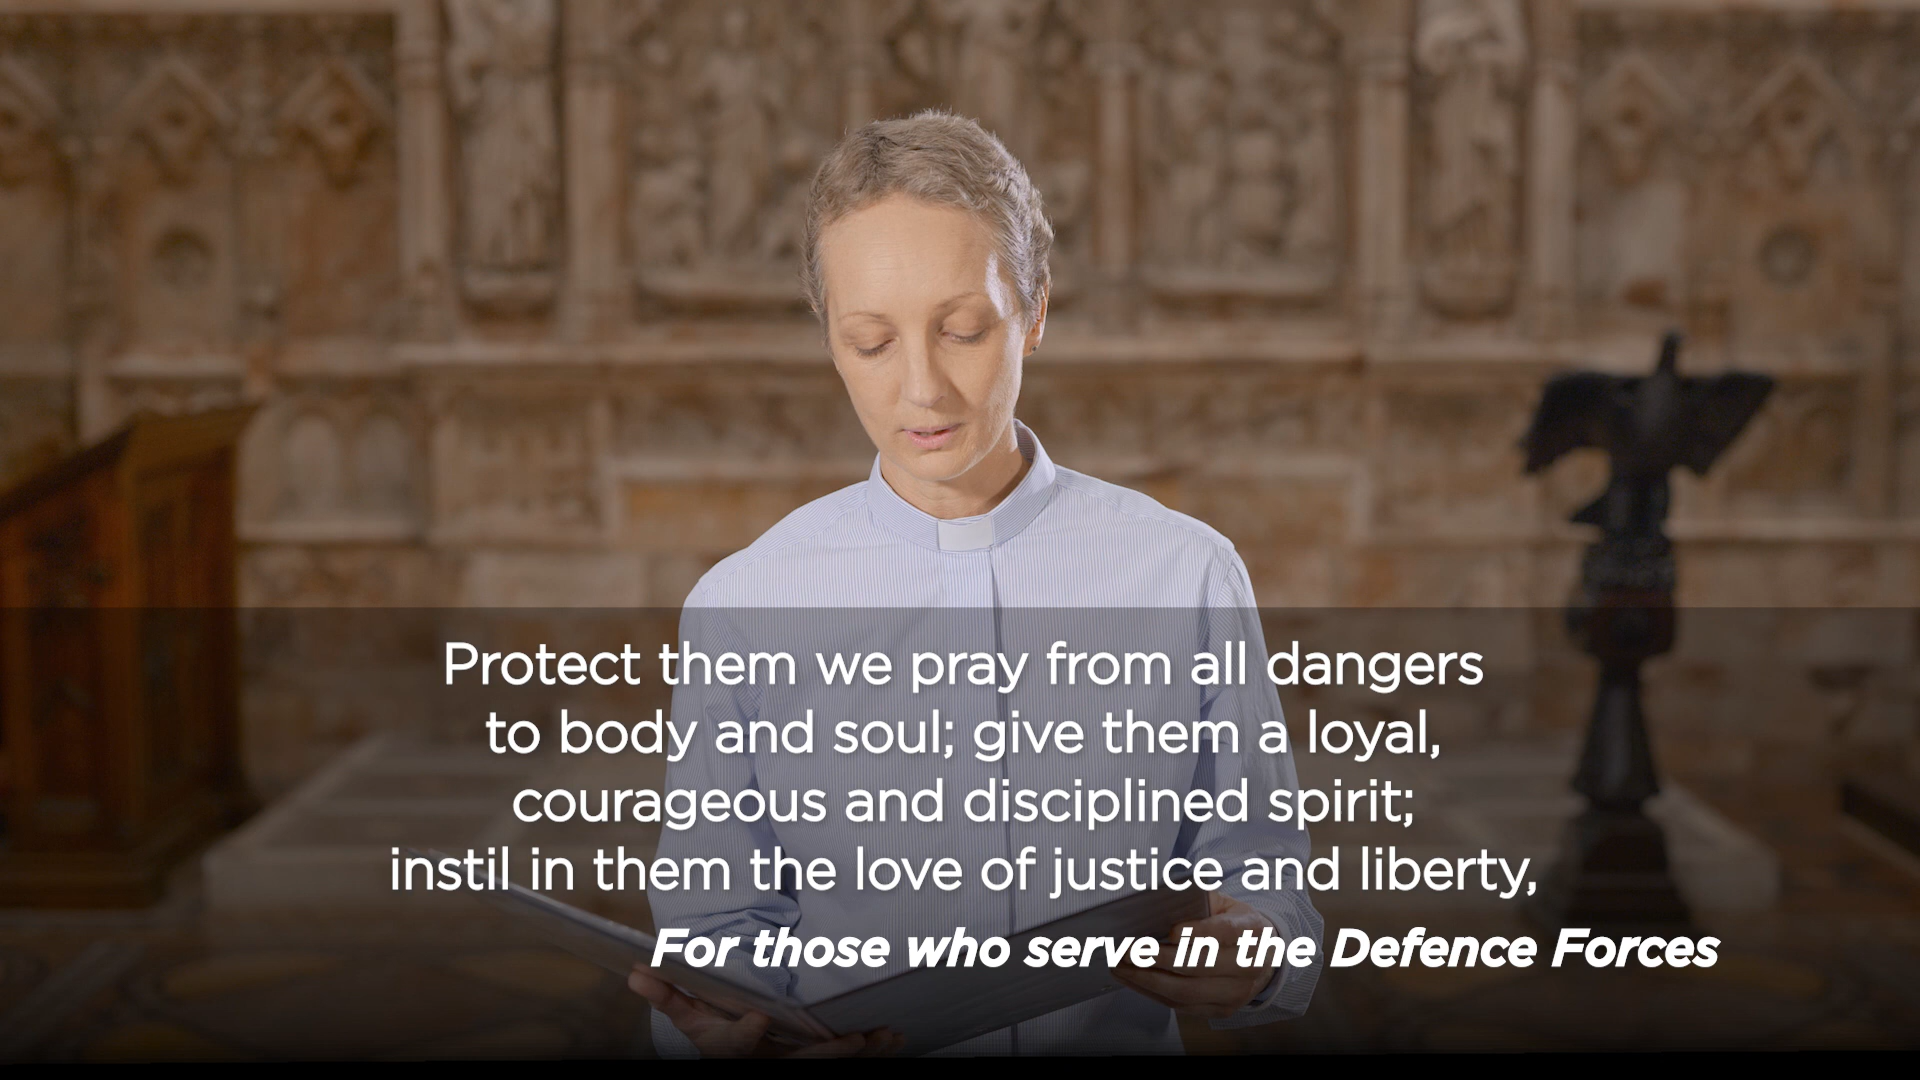 Protect them we pray from all dangers
to body and soul; give them a loyal,
courageous and disciplined spirit;
instil in them the love of justice and liberty,
For those who serve in the Defence Forces